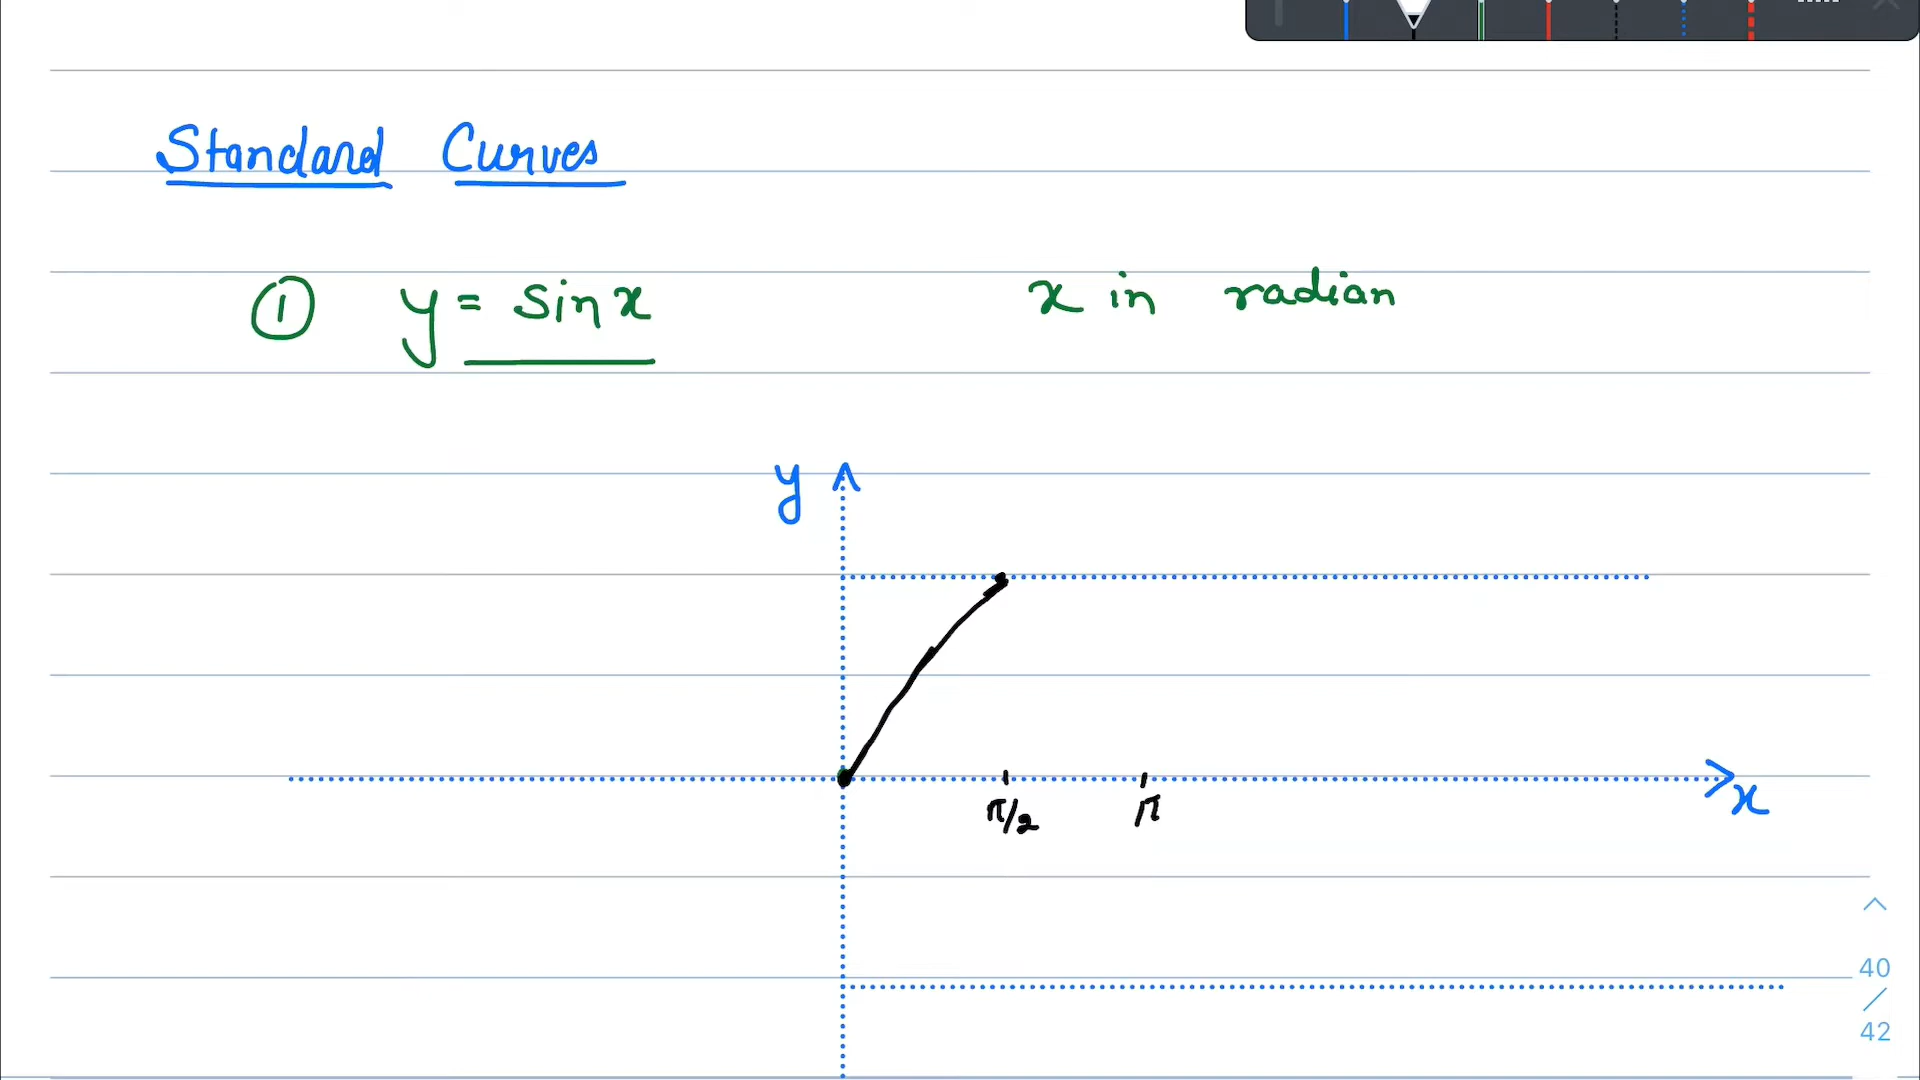 Standard Curves
① y = sin x x in radian
y
x
π/2 π
40
/
42